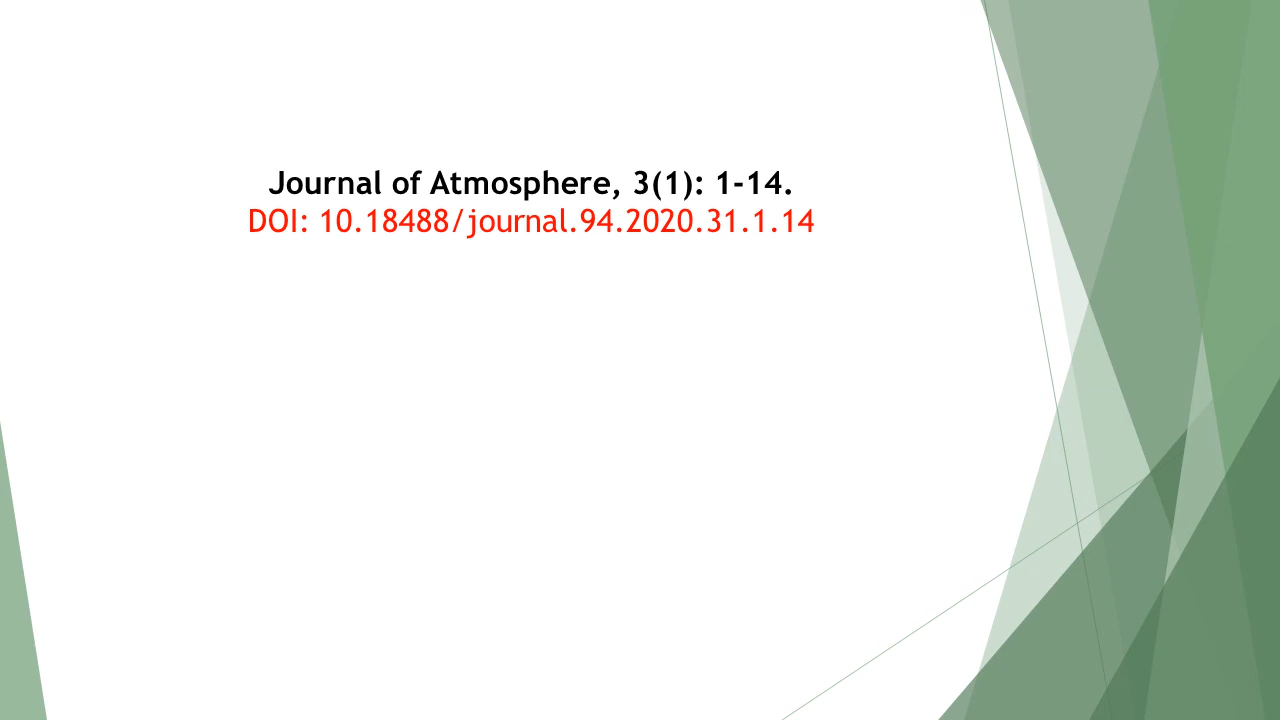 Journal of Atmosphere, 3(1): 1-14.
DOI: 10.18488/journal.94.2020.31.1.14